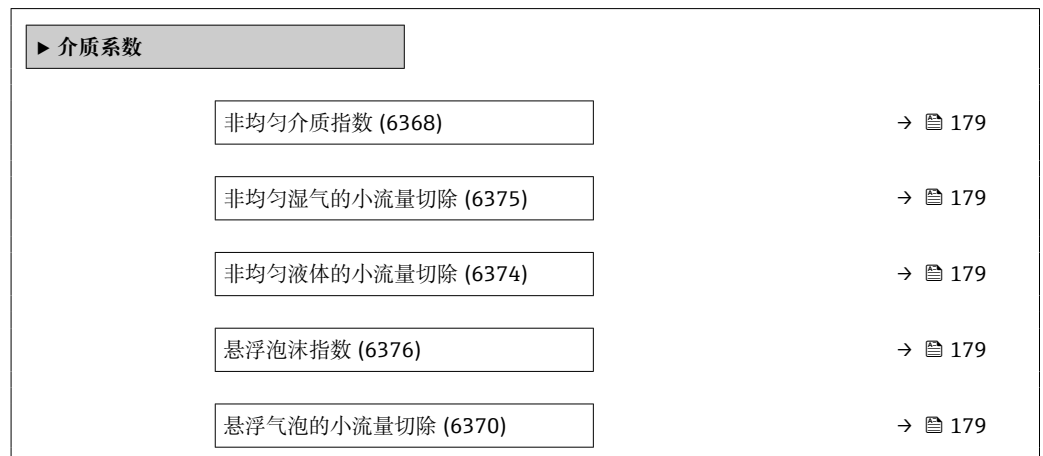 ▶ 介质系数
非均匀介质指数 (6368) → 🖺 179
非均匀湿气的小流量切除 (6375) → 🖺 179
非均匀液体的小流量切除 (6374) → 🖺 179
悬浮泡沫指数 (6376) → 🖺 179
悬浮气泡的小流量切除 (6370) → 🖺 179